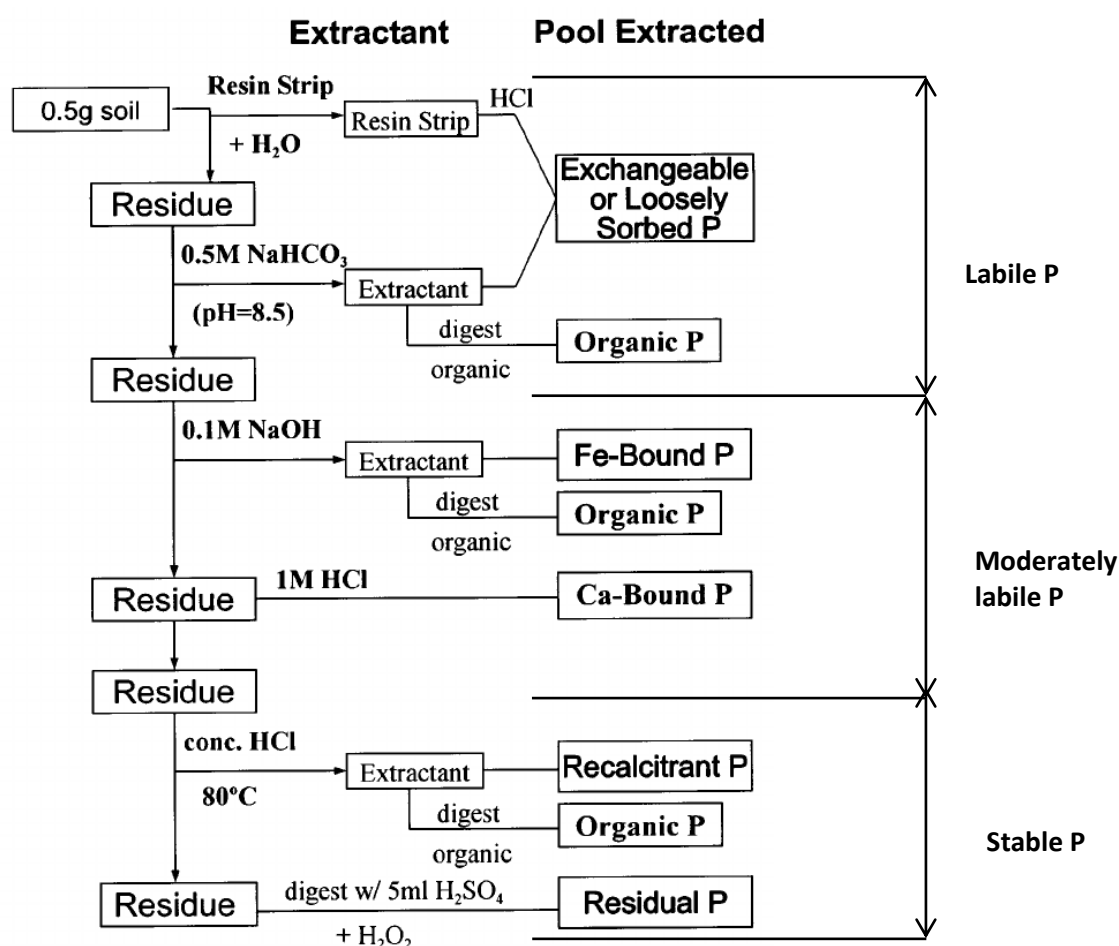 Extractant Pool Extracted
0.5g soil
Resin Strip
+ H₂O
Resin Strip
HCl
Exchangeable
or Loosely
Sorbed P
Residue
0.5M NaHCO₃
(pH=8.5)
Extractant
digest
organic
Organic P
Labile P
Residue
0.1M NaOH
Extractant
Fe-Bound P
digest
organic
Organic P
Moderately
labile P
Residue
1M HCl
Ca-Bound P
Residue
conc. HCl
80ºC
Extractant
Recalcitrant P
digest
organic
Organic P
Stable P
Residue
digest w/ 5ml H₂SO₄
+ H₂O₂
Residual P